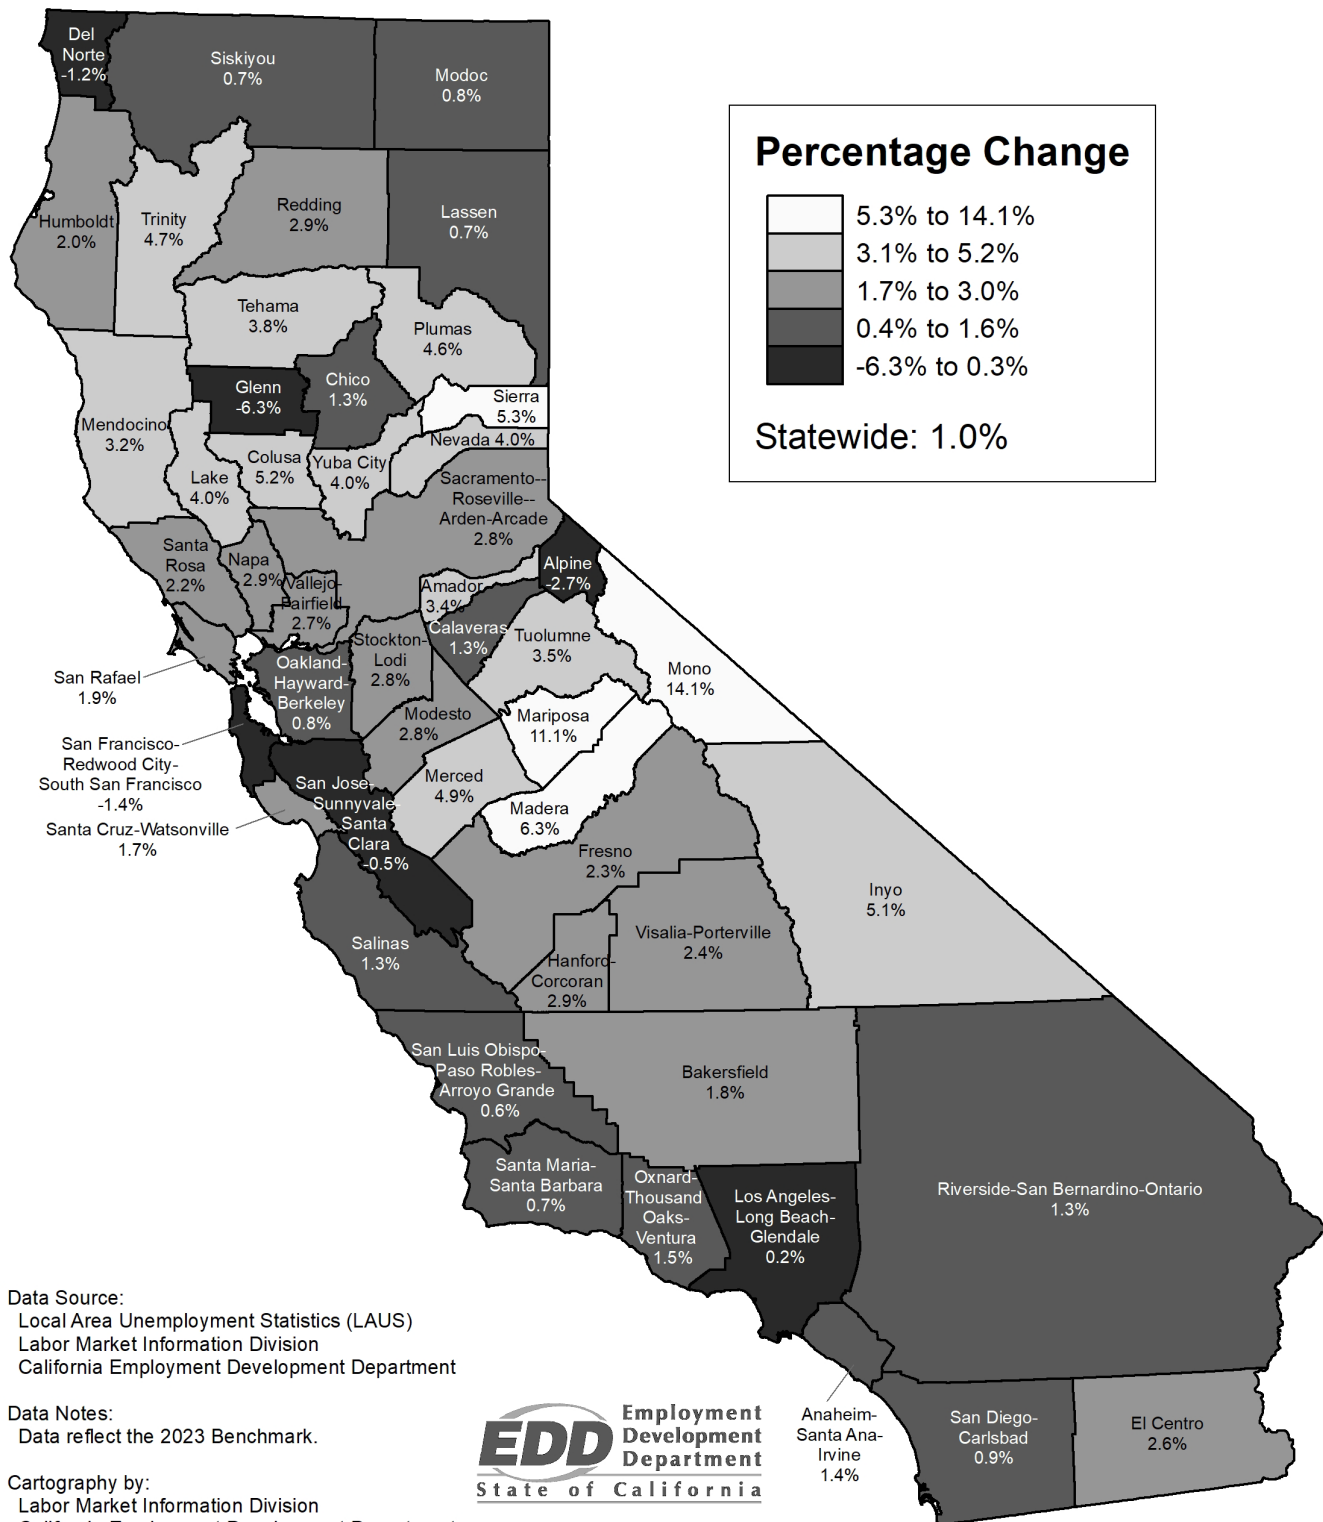 Del
Norte
-1.2%
Siskiyou
0.7%
Modoc
0.8%
Humboldt
2.0%
Trinity
4.7%
Redding
2.9%
Lassen
0.7%
Tehama
3.8%
Plumas
4.6%
Glenn
-6.3%
Chico
1.3%
Sierra
5.3%
Mendocino
3.2%
Lake
4.0%
Colusa
5.2%
Yuba City
4.0%
Nevada 4.0%
Sacramento--
Roseville--
Arden-Arcade
2.8%
Santa
Rosa
2.2%
Napa
2.9%
Vallejo-
Fairfield
2.7%
Amador
3.4%
Alpine
-2.7%
Calaveras
1.3%
Tuolumne
3.5%
Mono
14.1%
Stockton-
Lodi
2.8%
Oakland-
Hayward-
Berkeley
0.8%
San Rafael
1.9%
Modesto
2.8%
Mariposa
11.1%
San Francisco-
Redwood City-
South San Francisco
-1.4%
Merced
4.9%
Madera
6.3%
San Jose-
Sunnyvale-
Santa
Clara
-0.5%
Santa Cruz-Watsonville
1.7%
Fresno
2.3%
Inyo
5.1%
Salinas
1.3%
Hanford-
Corcoran
2.9%
Visalia-Porterville
2.4%
San Luis Obispo-
Paso Robles-
Arroyo Grande
0.6%
Bakersfield
1.8%
Santa Maria-
Santa Barbara
0.7%
Oxnard-
Thousand
Oaks-
Ventura
1.5%
Los Angeles-
Long Beach-
Glendale
0.2%
Riverside-San Bernardino-Ontario
1.3%
Anaheim-
Santa Ana-
Irvine
1.4%
San Diego-
Carlsbad
0.9%
El Centro
2.6%
Percentage Change
5.3% to 14.1%
3.1% to 5.2%
1.7% to 3.0%
0.4% to 1.6%
-6.3% to 0.3%
Statewide: 1.0%
Data Source:
Local Area Unemployment Statistics (LAUS)
Labor Market Information Division
California Employment Development Department
Data Notes:
Data reflect the 2023 Benchmark.
Cartography by:
Labor Market Information Division
California Employment Development Department
EDD
Employment
Development
Department
State of California